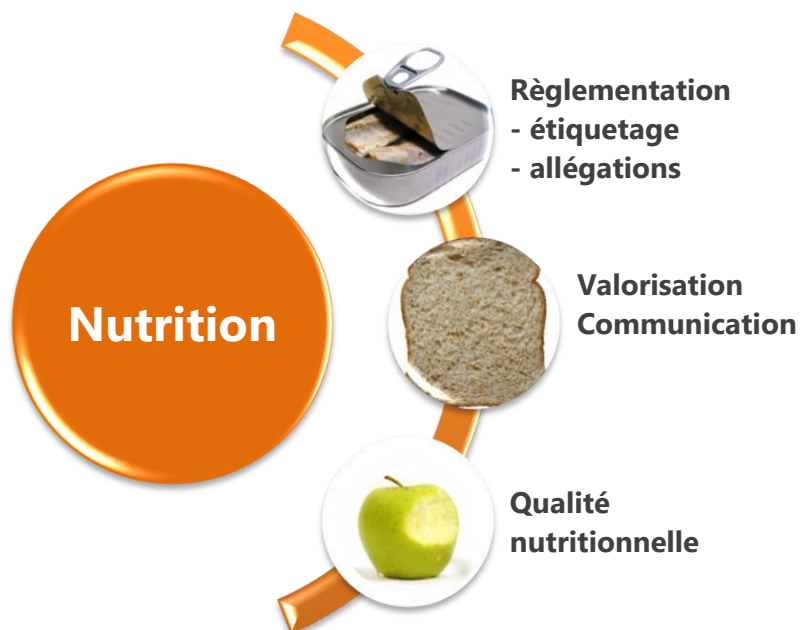 Nutrition
Règlementation
- étiquetage
- allégations
Valorisation
Communication
Qualité
nutritionnelle